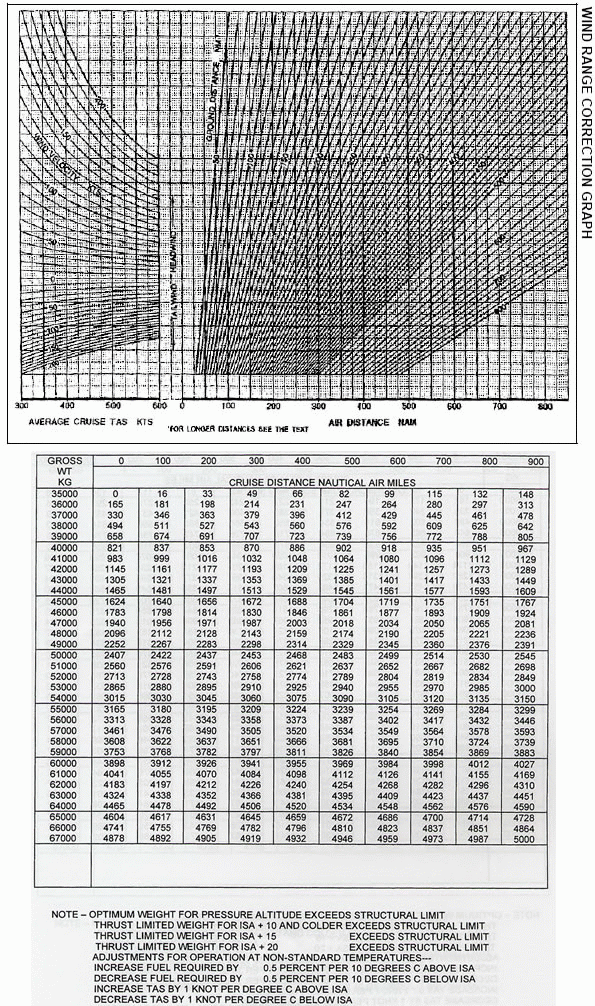 WIND RANGE CORRECTION GRAPH
GROUND DISTANCE NM
WIND VELOCITY KTS
TAILWIND HEADWIND
300 400 500 600 0 100 200 300 400 500 600 700 800
AVERAGE CRUISE TAS KTS AIR DISTANCE NAM
*FOR LONGER DISTANCES SEE THE TEXT
GROSS WT KG 0 100 200 300 400 500 600 700 800 900
CRUISE DISTANCE NAUTICAL AIR MILES
35000 0 16 33 49 66 82 99 115 132 148
36000 165 181 198 214 231 247 264 280 297 313
37000 330 346 363 379 396 412 429 445 461 478
38000 494 511 527 543 560 576 592 609 625 642
39000 658 674 691 707 723 739 756 772 788 805
40000 821 837 853 870 886 902 918 935 951 967
41000 983 999 1016 1032 1048 1064 1080 1096 1112 1129
42000 1145 1161 1177 1193 1209 1225 1241 1257 1273 1289
43000 1305 1321 1337 1353 1369 1385 1401 1417 1433 1449
44000 1465 1481 1497 1513 1529 1545 1561 1577 1593 1609
45000 1624 1640 1656 1672 1688 1704 1719 1735 1751 1767
46000 1783 1798 1814 1830 1846 1861 1877 1893 1909 1924
47000 1940 1956 1971 1987 2003 2018 2034 2050 2065 2081
48000 2096 2112 2128 2143 2159 2174 2190 2205 2221 2236
49000 2252 2267 2283 2298 2314 2329 2345 2360 2376 2391
50000 2407 2422 2437 2453 2468 2483 2499 2514 2530 2545
51000 2560 2576 2591 2606 2621 2637 2652 2667 2682 2698
52000 2713 2728 2743 2758 2774 2789 2804 2819 2834 2849
53000 2865 2880 2895 2910 2925 2940 2955 2970 2985 3000
54000 3015 3030 3045 3060 3075 3090 3105 3120 3135 3150
55000 3165 3180 3195 3209 3224 3239 3254 3269 3284 3299
56000 3313 3328 3343 3358 3373 3387 3402 3417 3432 3446
57000 3461 3476 3490 3505 3520 3534 3549 3564 3578 3593
58000 3608 3622 3637 3651 3666 3681 3695 3710 3724 3739
59000 3753 3768 3782 3797 3811 3826 3840 3854 3869 3883
60000 3898 3912 3926 3941 3955 3969 3984 3998 4012 4027
61000 4041 4055 4070 4084 4098 4112 4126 4141 4155 4169
62000 4183 4197 4212 4226 4240 4254 4268 4282 4296 4310
63000 4324 4338 4352 4366 4381 4395 4409 4423 4437 4451
64000 4465 4478 4492 4506 4520 4534 4548 4562 4576 4590
65000 4604 4617 4631 4645 4659 4672 4686 4700 4714 4728
66000 4741 4755 4769 4782 4796 4810 4823 4837 4851 4864
67000 4878 4892 4905 4919 4932 4946 4959 4973 4987 5000
NOTE – OPTIMUM WEIGHT FOR PRESSURE ALTITUDE EXCEEDS STRUCTURAL LIMIT
THRUST LIMITED WEIGHT FOR ISA + 10 AND COLDER EXCEEDS STRUCTURAL LIMIT
THRUST LIMITED WEIGHT FOR ISA + 15 EXCEEDS STRUCTURAL LIMIT
THRUST LIMITED WEIGHT FOR ISA + 20 EXCEEDS STRUCTURAL LIMIT
ADJUSTMENTS FOR OPERATION AT NON-STANDARD TEMPERATURES---
INCREASE FUEL REQUIRED BY 0.5 PERCENT PER 10 DEGREES C ABOVE ISA
DECREASE FUEL REQUIRED BY 0.5 PERCENT PER 10 DEGREES C BELOW ISA
INCREASE TAS BY 1 KNOT PER DEGREE C ABOVE ISA
DECREASE TAS BY 1 KNOT PER DEGREE C BELOW ISA